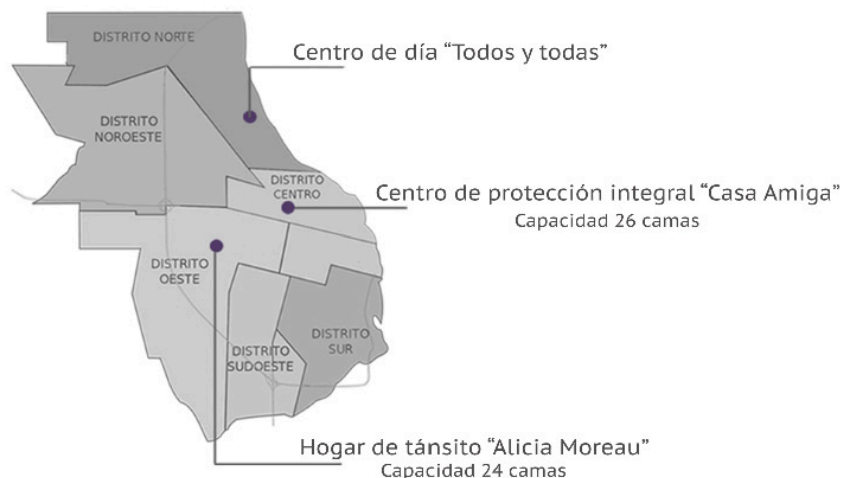 DISTRITO NORTE
Centro de día “Todos y todas”
DISTRITO
NOROESTE
DISTRITO
CENTRO
Centro de protección integral “Casa Amiga”
Capacidad 26 camas
DISTRITO
OESTE
DISTRITO
SUR
DISTRITO
SUDOESTE
Hogar de tánsito “Alicia Moreau”
Capacidad 24 camas